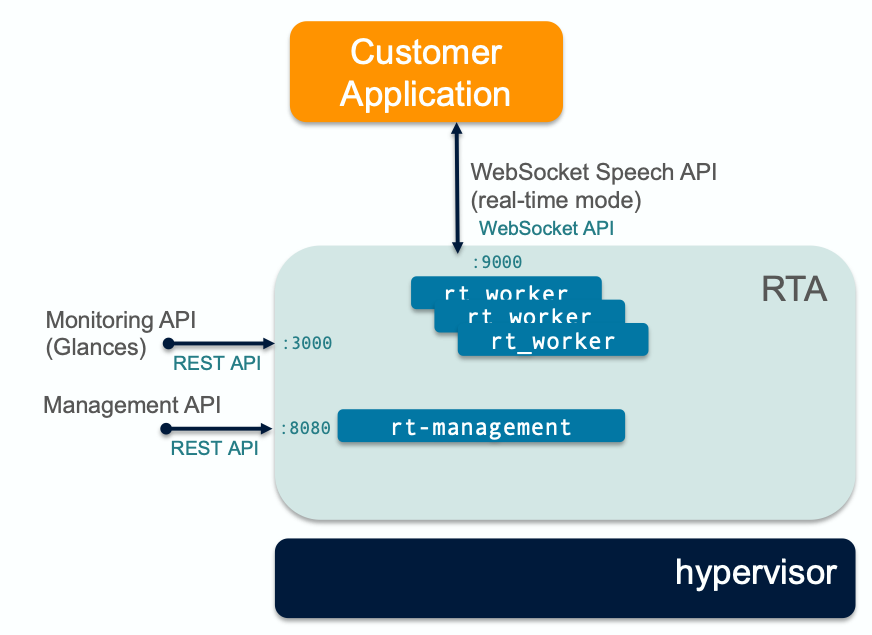 Customer
Application
WebSocket Speech API
(real-time mode)
WebSocket API
:9000
RTA
rt_worker
rt_worker
rt_worker
Monitoring API
(Glances)
REST API
:3000
Management API
REST API
:8080
rt-management
hypervisor